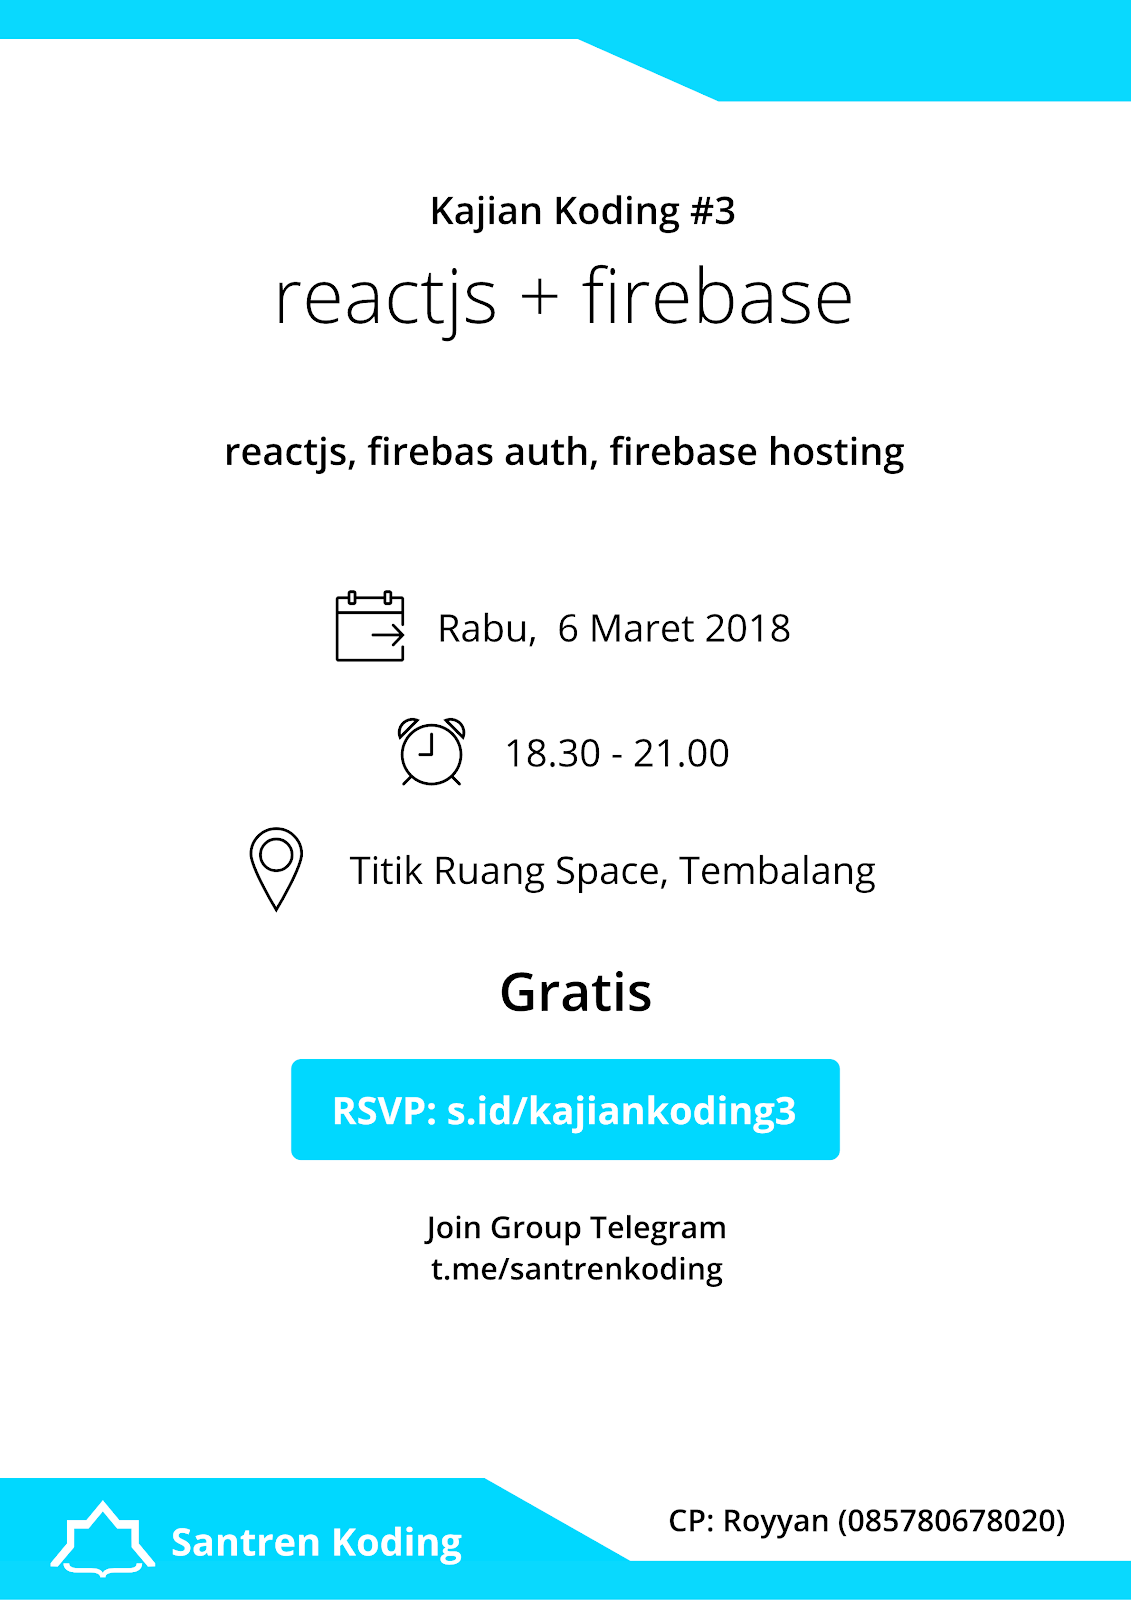 Kajian Koding #3
reactjs + firebase
reactjs, firebas auth, firebase hosting
Rabu,  6 Maret 2018
18.30 - 21.00
Titik Ruang Space, Tembalang
Gratis
RSVP: s.id/kajiankoding3
Join Group Telegram
t.me/santrenkoding
CP: Royyan (085780678020)
Santren Koding